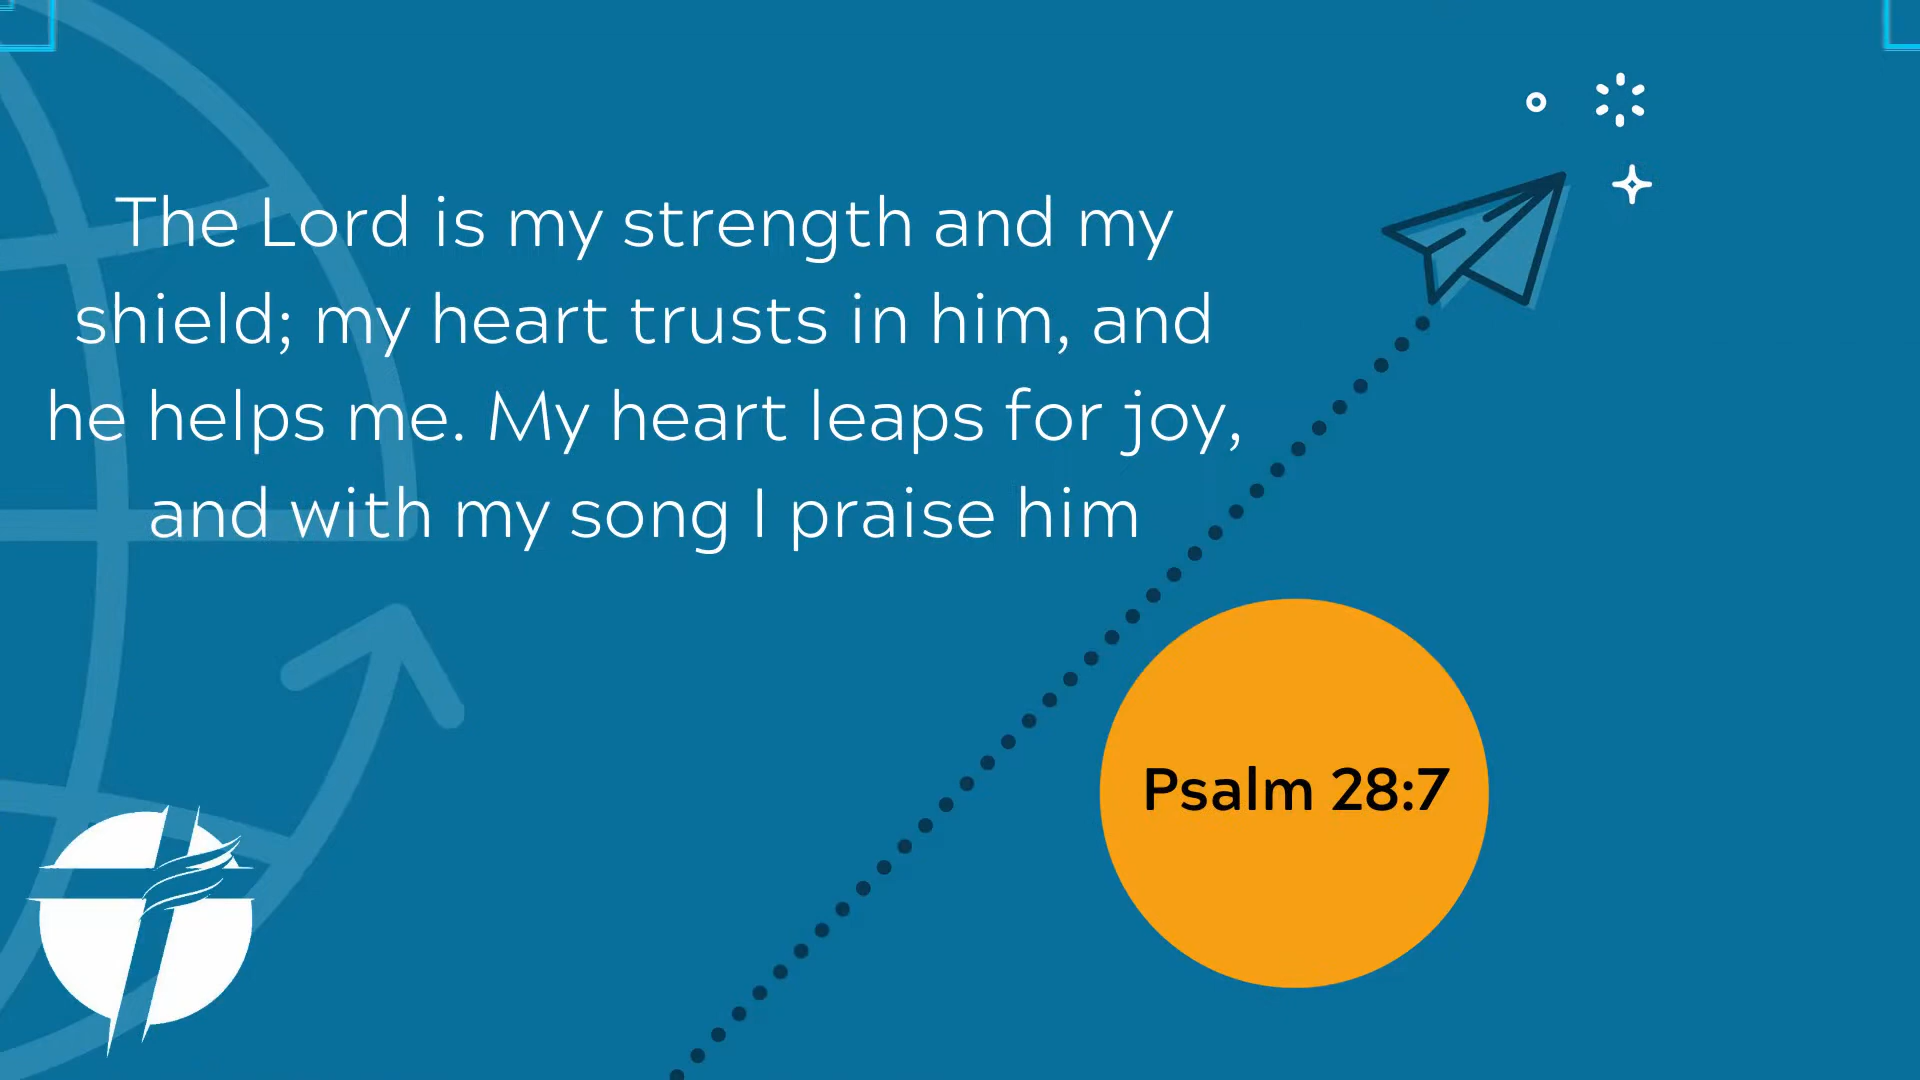 The Lord is my strength and my
shield; my heart trusts in him, and
he helps me. My heart leaps for joy,
and with my song I praise him
Psalm 28:7